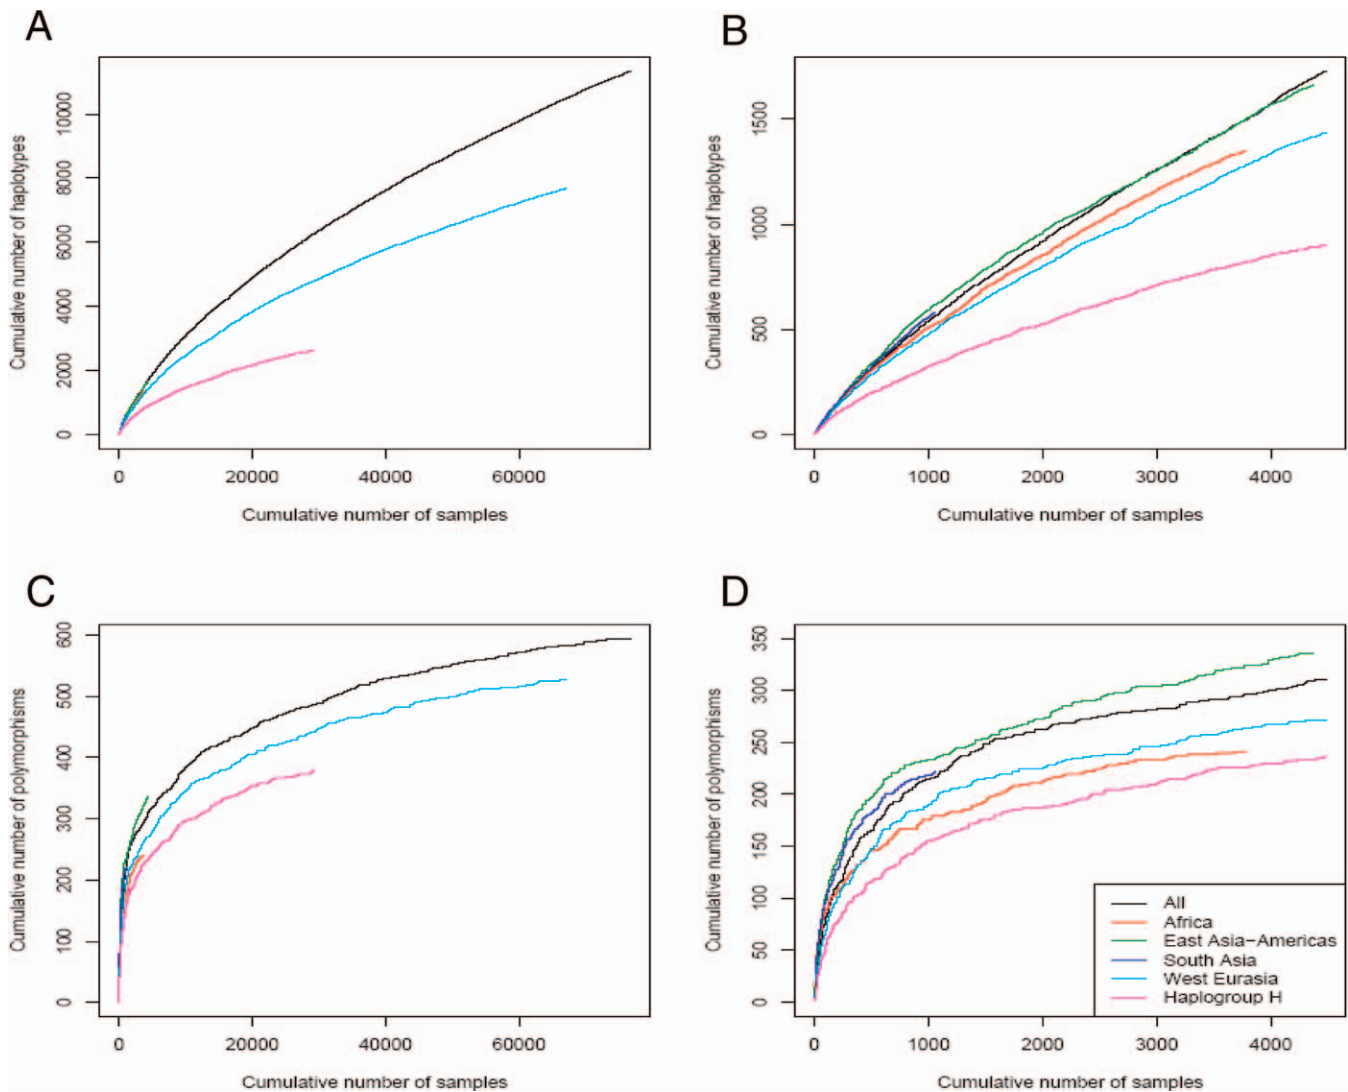 A
Cumulative number of haplotypes
0
2000
4000
6000
8000
10000
0
20000
40000
60000
Cumulative number of samples
B
Cumulative number of haplotypes
0
500
1000
1500
0
1000
2000
3000
4000
Cumulative number of samples
C
Cumulative number of polymorphisms
0
100
200
300
400
500
600
0
20000
40000
60000
Cumulative number of samples
D
Cumulative number of polymorphisms
0
50
100
150
200
250
300
350
0
1000
2000
3000
4000
Cumulative number of samples
All
Africa
East Asia−Americas
South Asia
West Eurasia
Haplogroup H